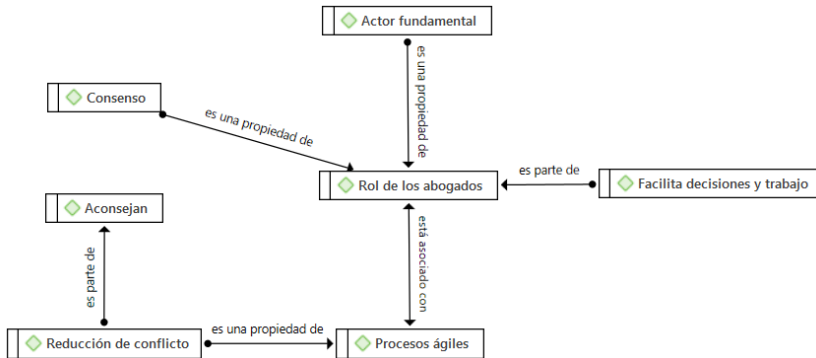 Actor fundamental
es una propiedad de
Consenso
es una propiedad de
Rol de los abogados
es parte de
Facilita decisiones y trabajo
Aconsejan
es parte de
está asociado con
Reducción de conflicto
es una propiedad de
Procesos ágiles